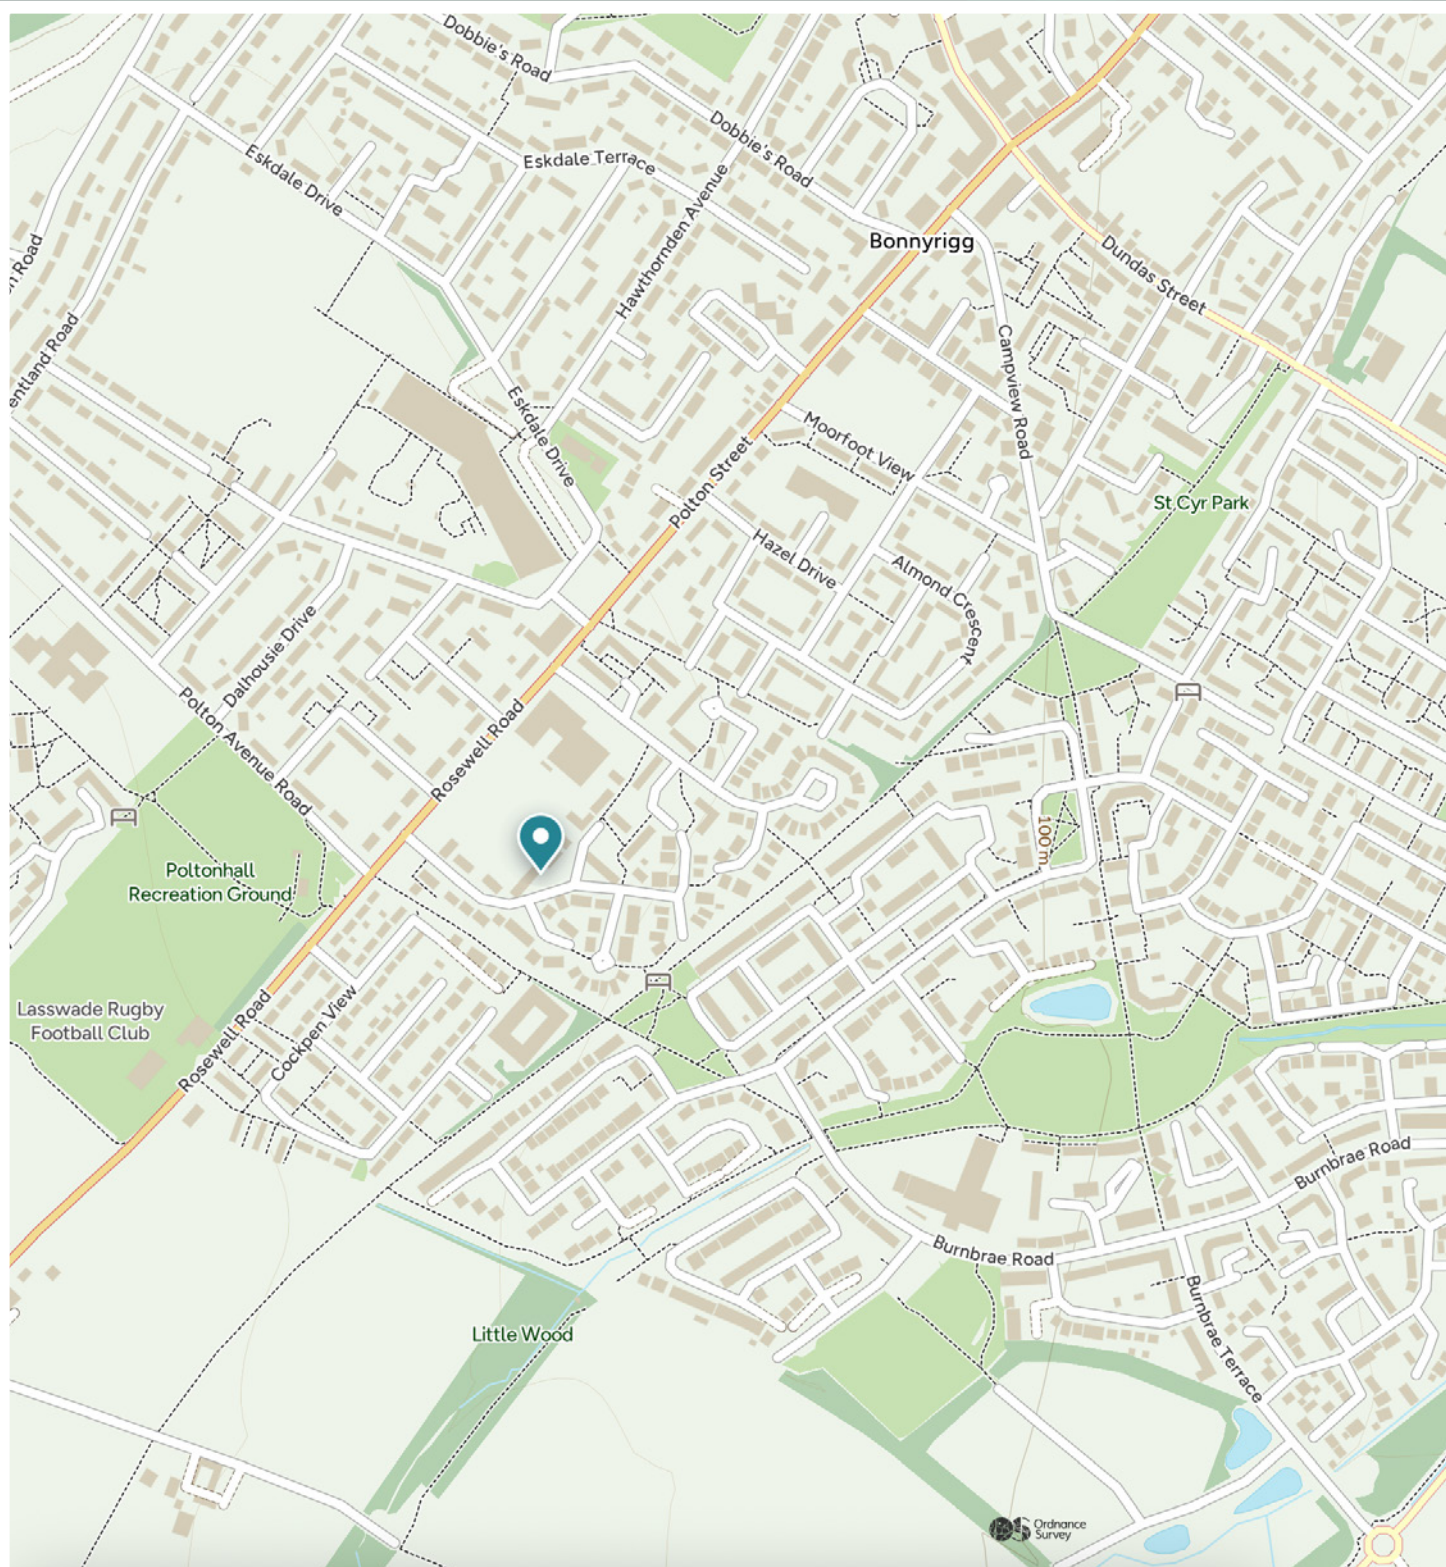 Dobbie's Road
Dobbie's Road
Eskdale Terrace
Eskdale Drive
Hawthornden Avenue
Bonnyrigg
Dundas Street
Campview Road
Eskdale Drive
Moorfoot View
Polton Street
St Cyr Park
Hazel Drive
Almond Crescent
Dalhousie Drive
Polton Avenue Road
Rosewell Road
100 m
Poltonhall
Recreation Ground
Lasswade Rugby
Football Club
Rosewell Road
Cockpen View
Burnbrae Road
Burnbrae Road
Burnbrae Terrace
Little Wood
OS Ordnance
Survey